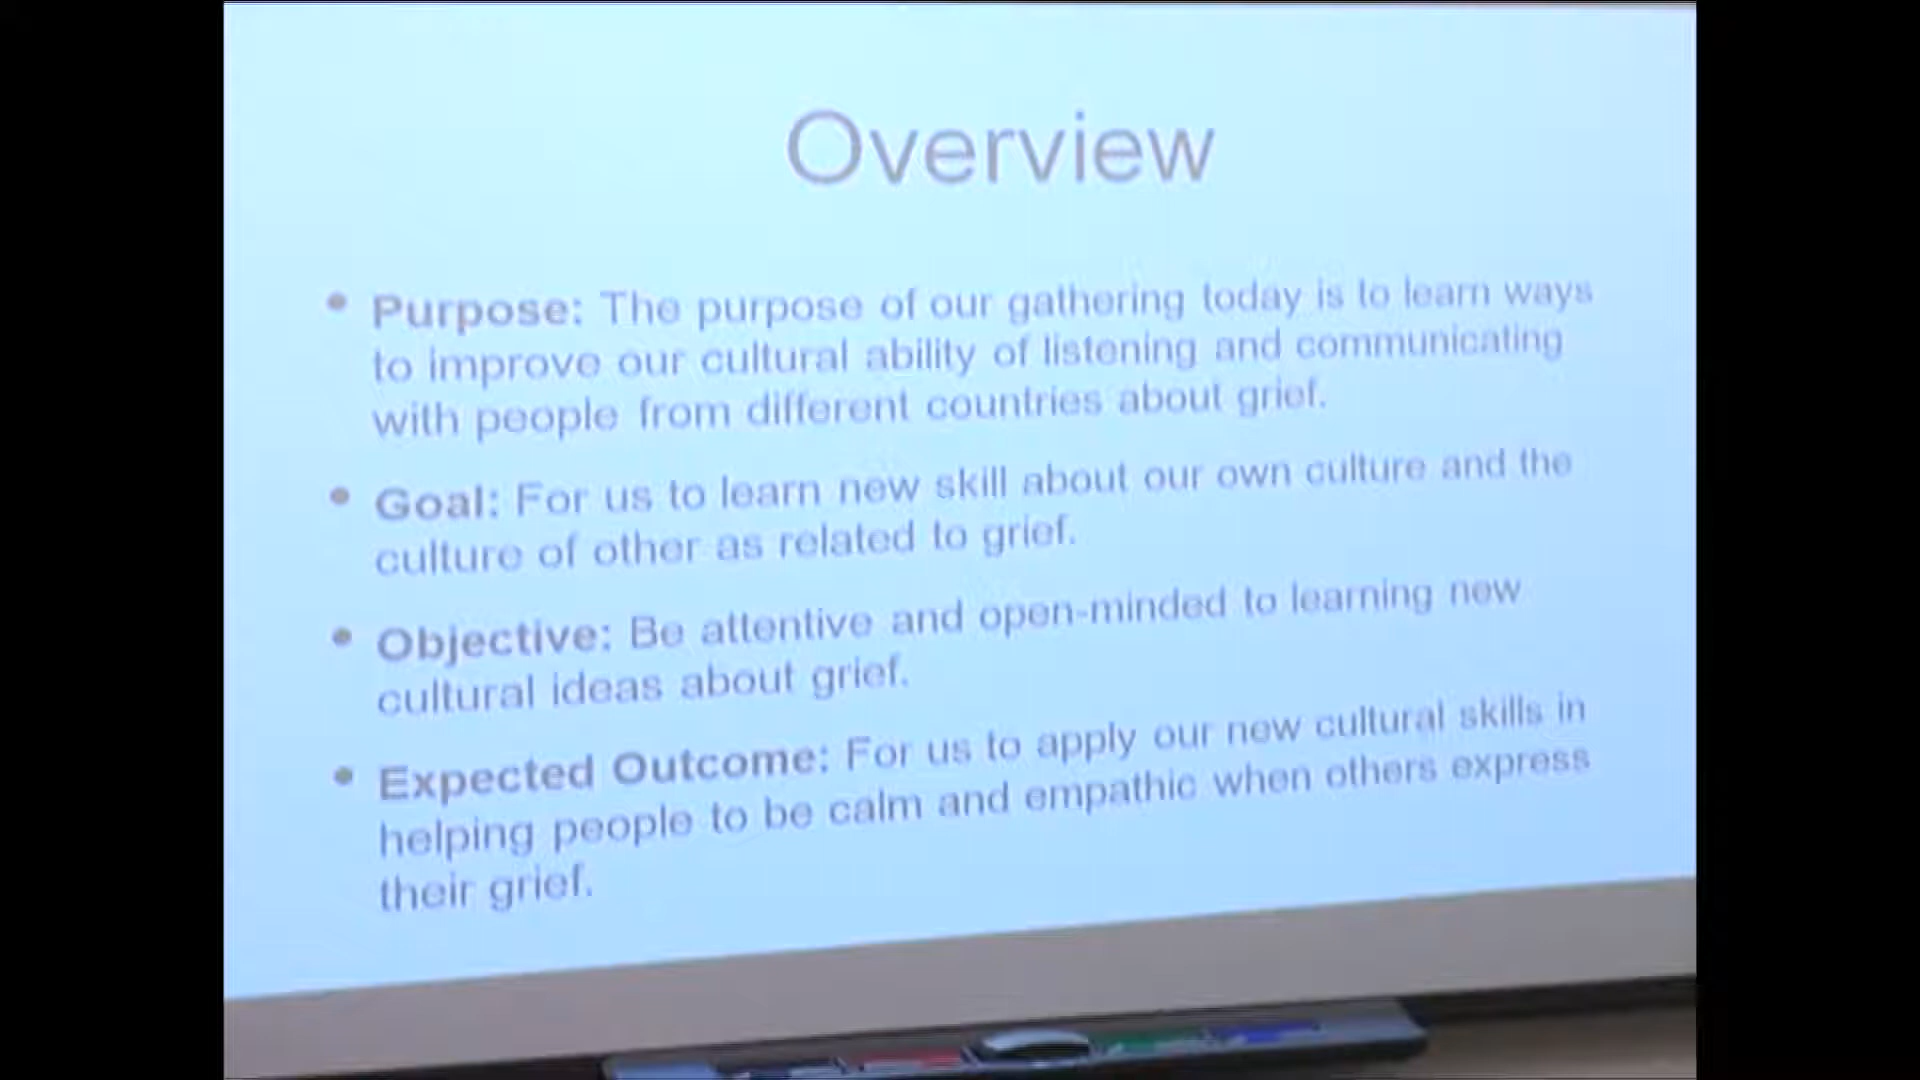 Overview
• Purpose: The purpose of our gathering today is to learn ways
to improve our cultural ability of listening and communicating
with people from different countries about grief.
• Goal: For us to learn new skill about our own culture and the
culture of other as related to grief.
• Objective: Be attentive and open-minded to learning new
cultural ideas about grief.
• Expected Outcome: For us to apply our new cultural skills in
helping people to be calm and empathic when others express
their grief.